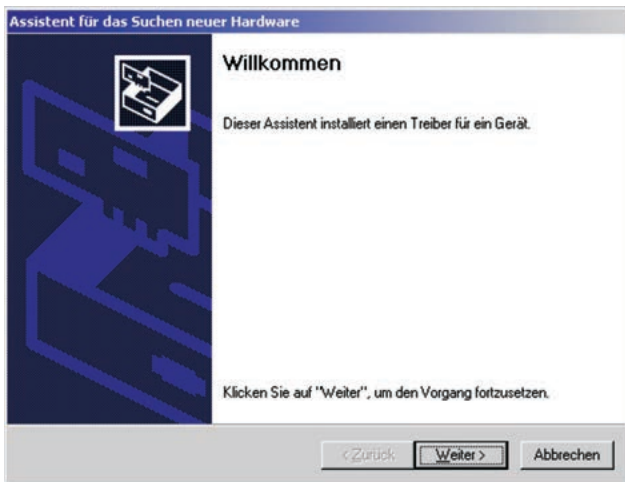 Assistent für das Suchen neuer Hardware
Willkommen
Dieser Assistent installiert einen Treiber für ein Gerät.
Klicken Sie auf "Weiter", um den Vorgang fortzusetzen.
< Zurück Weiter > Abbrechen